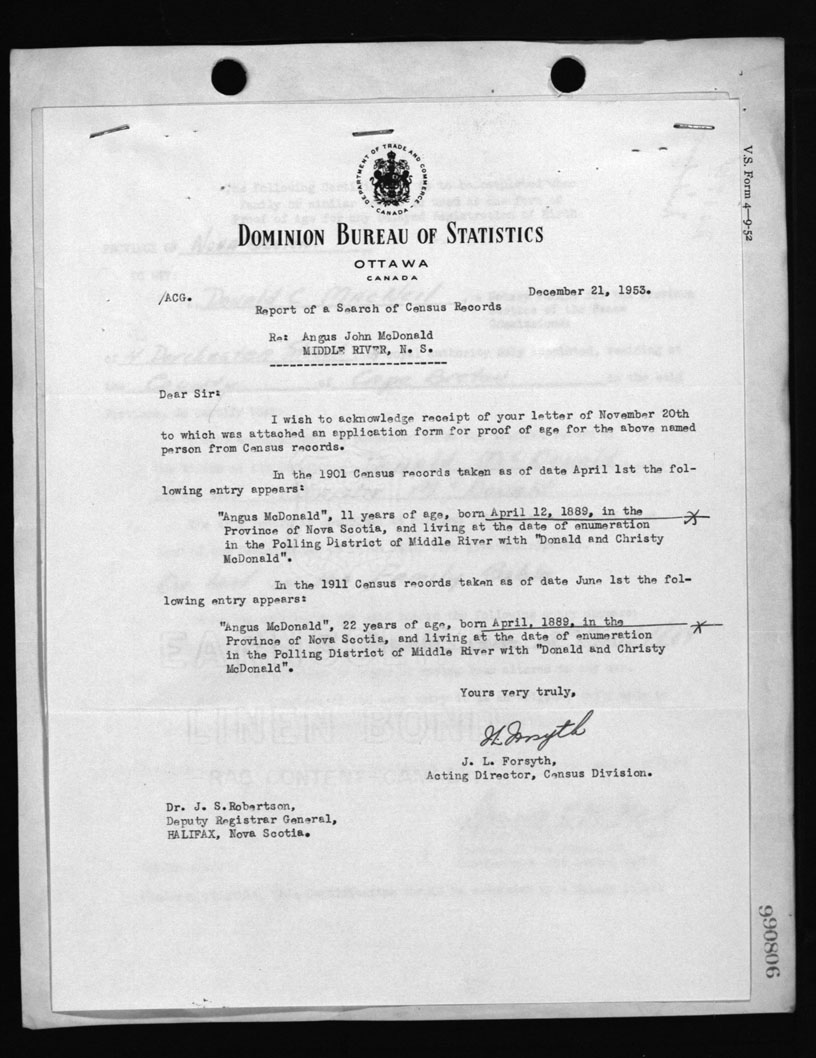 V.S. Form 4—9-52
DEPARTMENT OF TRADE AND COMMERCE
- CANADA -
DOMINION BUREAU OF STATISTICS
OTTAWA
CANADA
/ACG.
December 21, 1953.
Report of a Search of Census Records
Re: Angus John McDonald
MIDDLE RIVER, N. S.
Dear Sir:
I wish to acknowledge receipt of your letter of November 20th
to which was attached an application form for proof of age for the above named
person from Census records.
In the 1901 Census records taken as of date April 1st the fol-
lowing entry appears:
"Angus McDonald", 11 years of age, born April 12, 1889, in the
Province of Nova Scotia, and living at the date of enumeration
in the Polling District of Middle River with "Donald and Christy
McDonald".
In the 1911 Census records taken as of date June 1st the fol-
lowing entry appears:
"Angus McDonald", 22 years of age, born April, 1889, in the
Province of Nova Scotia, and living at the date of enumeration
in the Polling District of Middle River with "Donald and Christy
McDonald".
Yours very truly,
J. L. Forsyth,
Acting Director, Census Division.
Dr. J. S. Robertson,
Deputy Registrar General,
HALIFAX, Nova Scotia.
990806